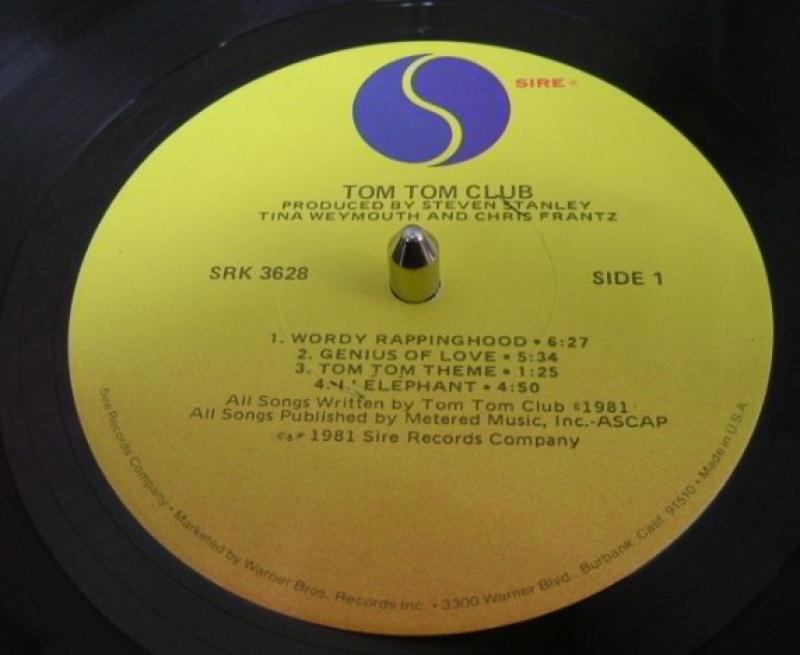 SIRE ®
TOM TOM CLUB
PRODUCED BY STEVEN STANLEY
TINA WEYMOUTH AND CHRIS FRANTZ
SRK 3628
SIDE 1
1. WORDY RAPPINGHOOD • 6:27
2. GENIUS OF LOVE • 5:34
3. TOM TOM THEME • 1:25
4. ELEPHANT • 4:50
All Songs Written by Tom Tom Club ©1981
All Songs Published by Metered Music, Inc.-ASCAP
©&℗ 1981 Sire Records Company
Sire Records Company • Marketed by Warner Bros. Records Inc. • 3300 Warner Blvd., Burbank, Calif. 91510 • Made in U.S.A.